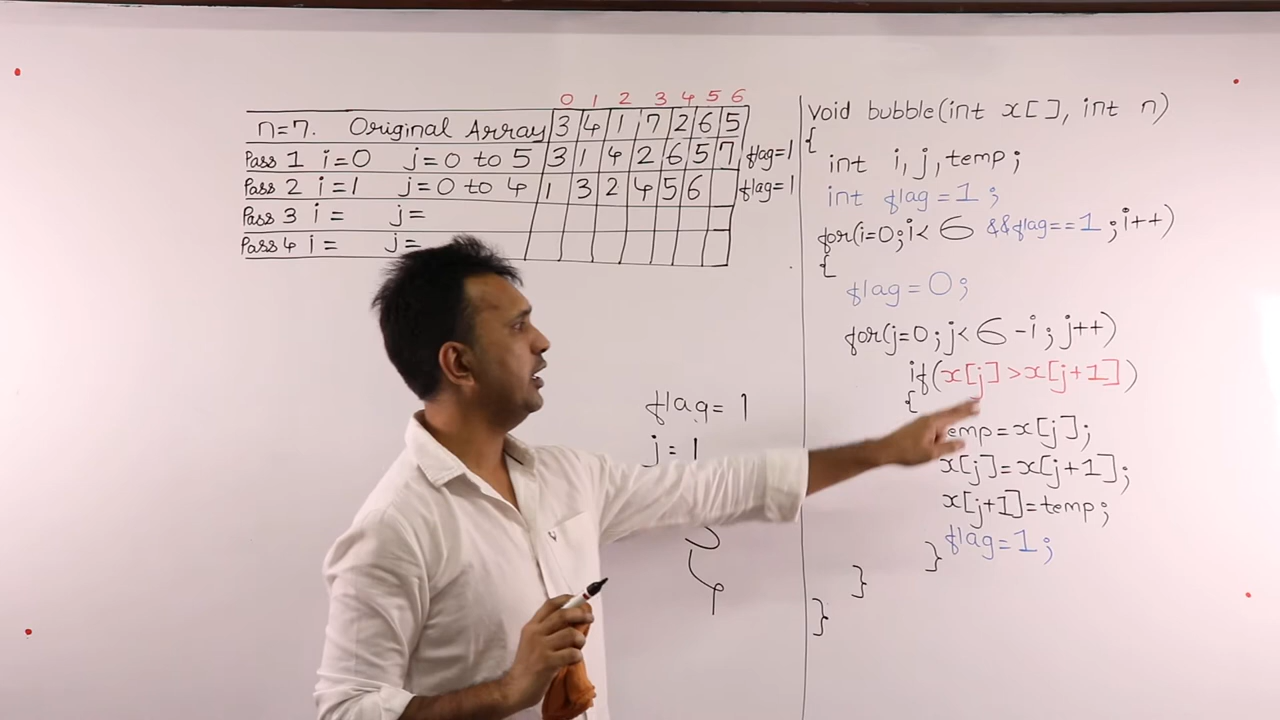 0 1 2 3 4 5 6
n=7. Original Array 3 4 1 7 2 6 5
Pass 1 i=0 j=0 to 5 3 1 4 2 6 5 7 flag=1
Pass 2 i=1 j=0 to 4 1 3 2 4 5 6 flag=1
Pass 3 i= j=
Pass 4 i= j=
flag= 1
j= 1
void bubble(int x[], int n)
{
int i, j, temp;
int flag=1;
for(i=0; i< 6 &&flag==1; i++)
{
flag=0;
for(j=0; j< 6 -i; j++)
if(x[j]>x[j+1])
{
temp=x[j];
x[j]=x[j+1];
x[j+1]=temp;
flag=1;
}
}
}